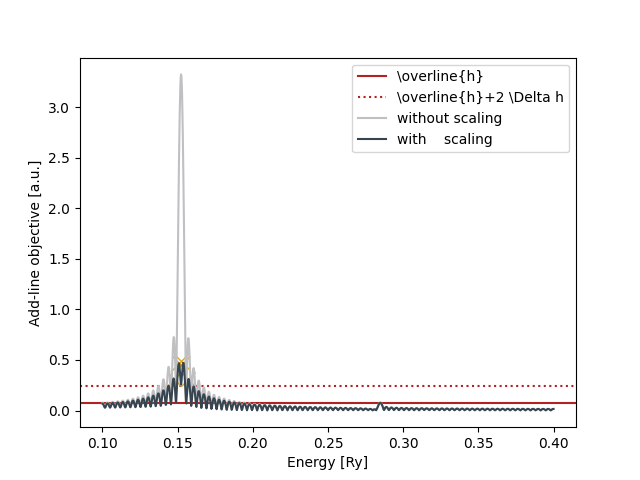 \overline{h}
\overline{h}+2 \Delta h
without scaling
with    scaling
Add-line objective [a.u.]
3.0
2.5
2.0
1.5
1.0
0.5
0.0
0.10 0.15 0.20 0.25 0.30 0.35 0.40
Energy [Ry]